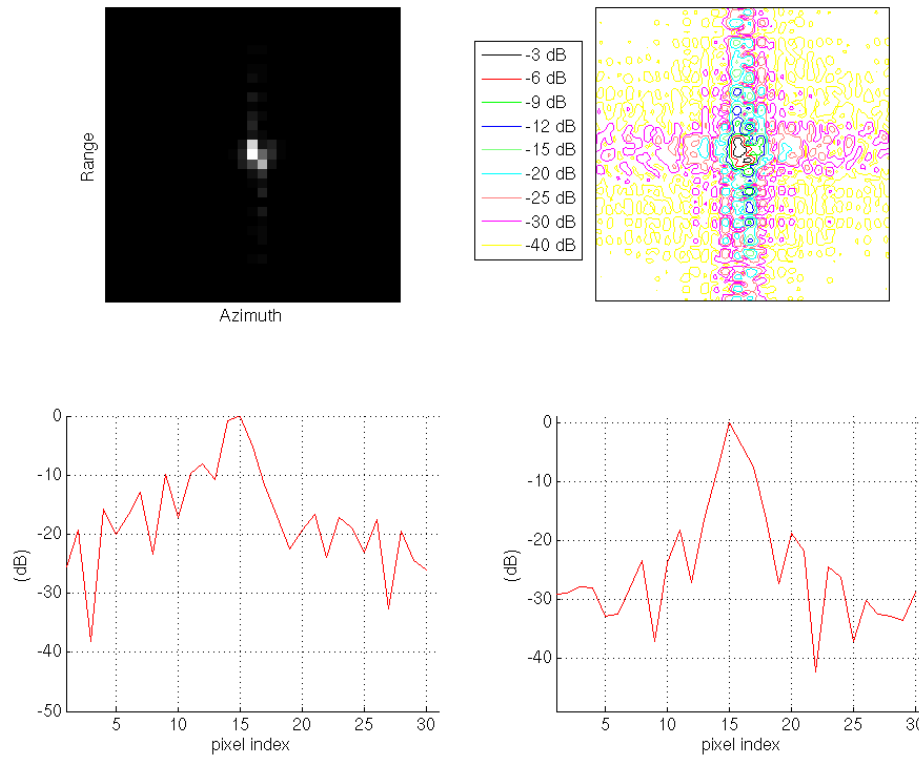 Range
Azimuth
-3 dB
-6 dB
-9 dB
-12 dB
-15 dB
-20 dB
-25 dB
-30 dB
-40 dB
0
-10
-20
-30
-40
-50
(dB)
5
10
15
20
25
30
pixel index
0
-10
-20
-30
-40
(dB)
5
10
15
20
25
30
pixel index